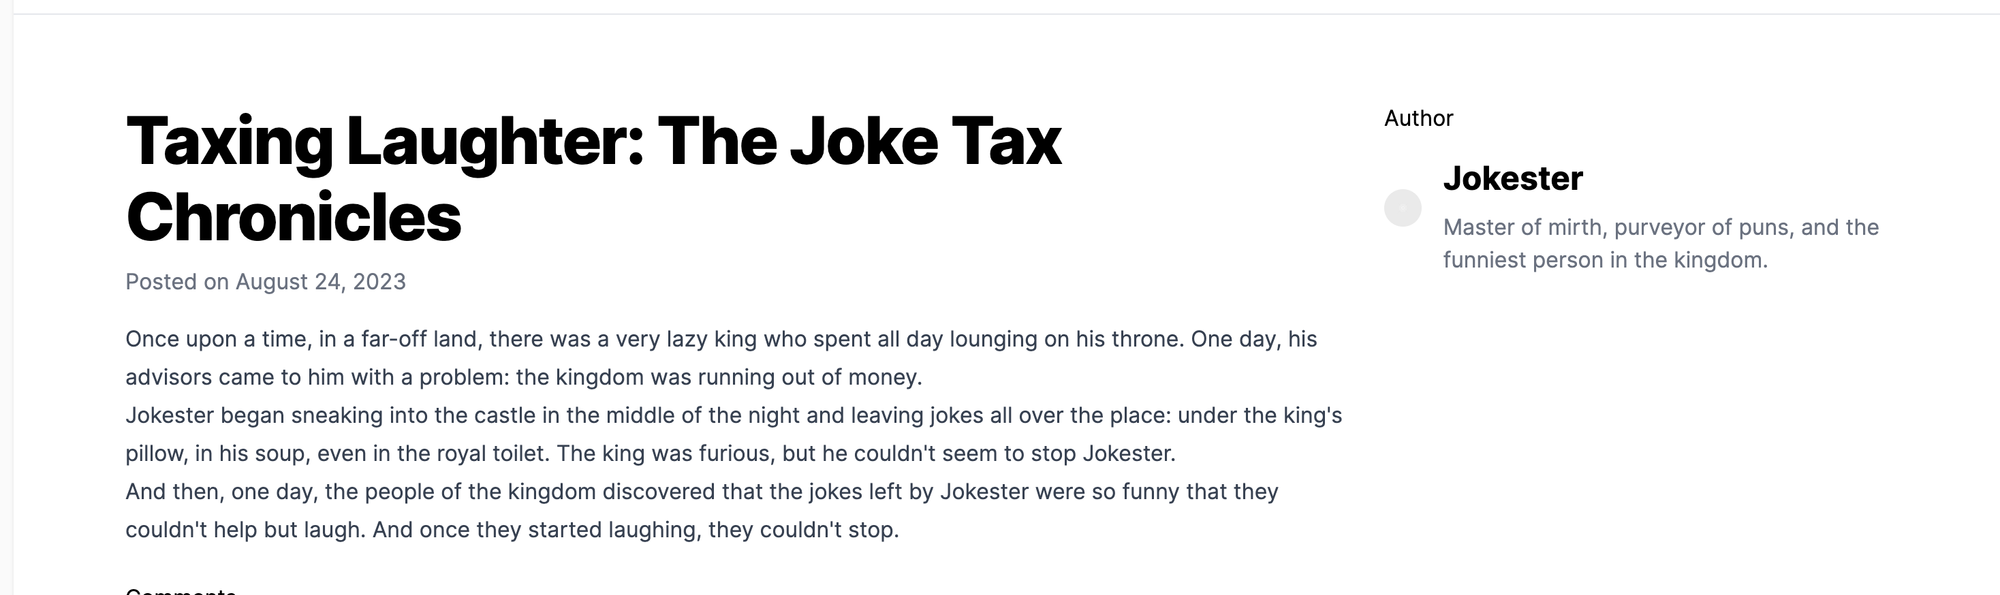 Taxing Laughter: The Joke Tax
Chronicles
Posted on August 24, 2023
Once upon a time, in a far-off land, there was a very lazy king who spent all day lounging on his throne. One day, his
advisors came to him with a problem: the kingdom was running out of money.
Jokester began sneaking into the castle in the middle of the night and leaving jokes all over the place: under the king's
pillow, in his soup, even in the royal toilet. The king was furious, but he couldn't seem to stop Jokester.
And then, one day, the people of the kingdom discovered that the jokes left by Jokester were so funny that they
couldn't help but laugh. And once they started laughing, they couldn't stop.
Comments
Author
Jokester
Master of mirth, purveyor of puns, and the
funniest person in the kingdom.